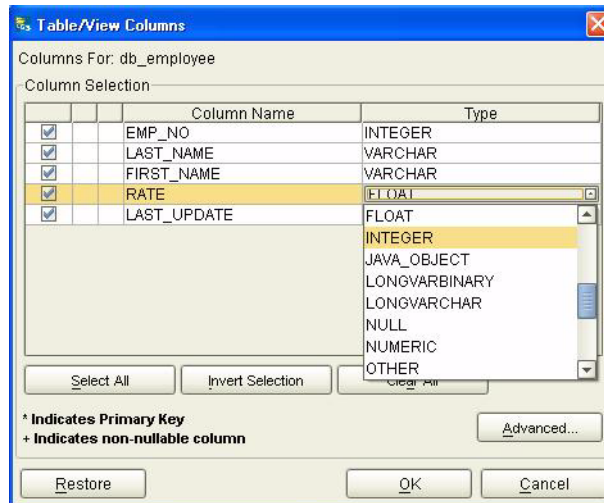 Table/View Columns
Columns For: db_employee
Column Selection
Column Name Type
EMP_NO INTEGER
LAST_NAME VARCHAR
FIRST_NAME VARCHAR
RATE FLOAT
LAST_UPDATE
FLOAT
INTEGER
JAVA_OBJECT
LONGVARBINARY
LONGVARCHAR
NULL
NUMERIC
OTHER
Select All Invert Selection Clear All
* Indicates Primary Key
+ Indicates non-nullable column
Advanced...
Restore OK Cancel